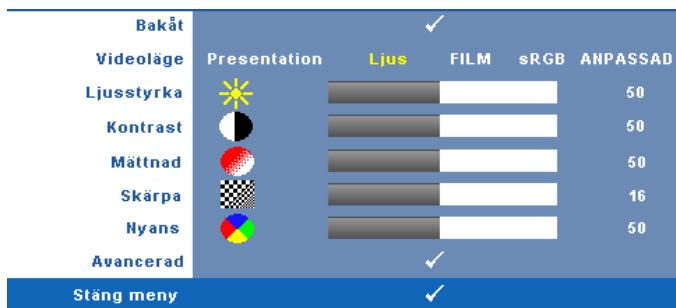 Bakåt
Videoläge Presentation Ljus FILM sRGB ANPASSAD
Ljusstyrka 50
Kontrast 50
Mättnad 50
Skärpa 16
Nyans 50
Avancerad
Stäng meny